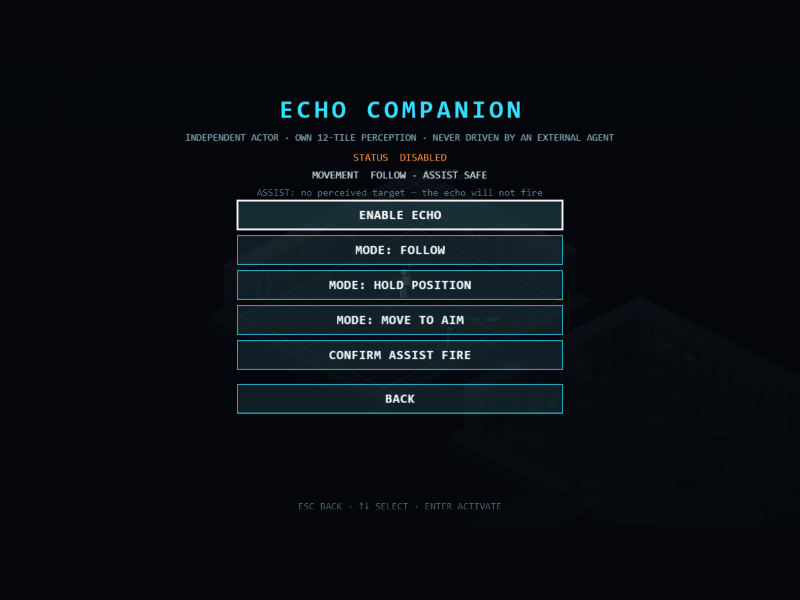 ECHO COMPANION
INDEPENDENT ACTOR · OWN 12-TILE PERCEPTION · NEVER DRIVEN BY AN EXTERNAL AGENT
STATUS DISABLED
MOVEMENT FOLLOW · ASSIST SAFE
ASSIST: no perceived target — the echo will not fire
ENABLE ECHO
MODE: FOLLOW
MODE: HOLD POSITION
MODE: MOVE TO AIM
CONFIRM ASSIST FIRE
BACK
ESC BACK · ↑↓ SELECT · ENTER ACTIVATE